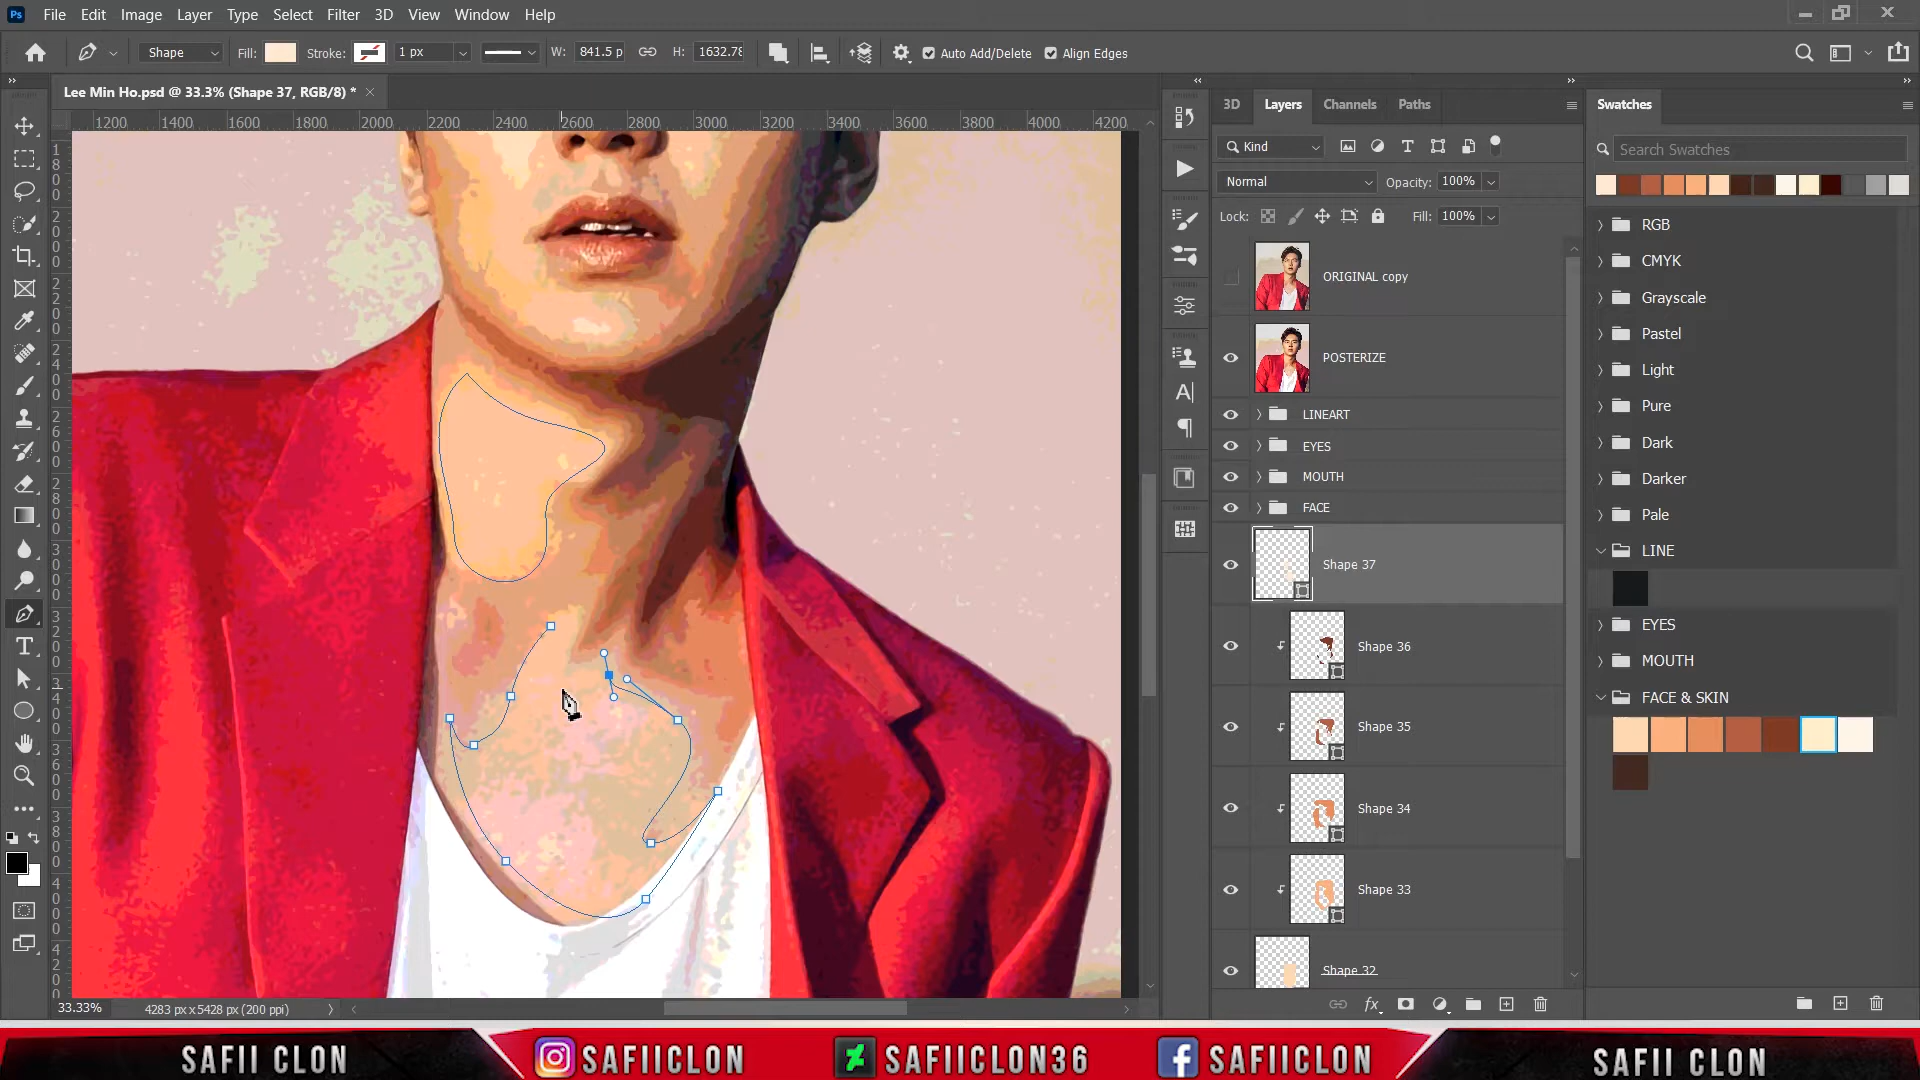 Ps File Edit Image Layer Type Select Filter 3D View Window Help
Shape Fill: Stroke: 1 px W: 841.5 p H: 1632.78 Auto Add/Delete Align Edges
Lee Min Ho.psd @ 33.3% (Shape 37, RGB/8) *
1200 1400 1600 1800 2000 2200 2400 2600 2800 3000 3200 3400 3600 3800 4000 4200
3D Layers Channels Paths
Kind
Normal Opacity: 100%
Lock: Fill: 100%
ORIGINAL copy
POSTERIZE
LINEART
EYES
MOUTH
FACE
Shape 37
Shape 36
Shape 35
Shape 34
Shape 33
Shape 32
Swatches
Search Swatches
RGB
CMYK
Grayscale
Pastel
Light
Pure
Dark
Darker
Pale
LINE
EYES
MOUTH
FACE & SKIN
33.33% 4283 px x 5428 px (200 ppi)
SAFII CLON SAFIICLON SAFIICLON36 SAFIICLON SAFII CLON